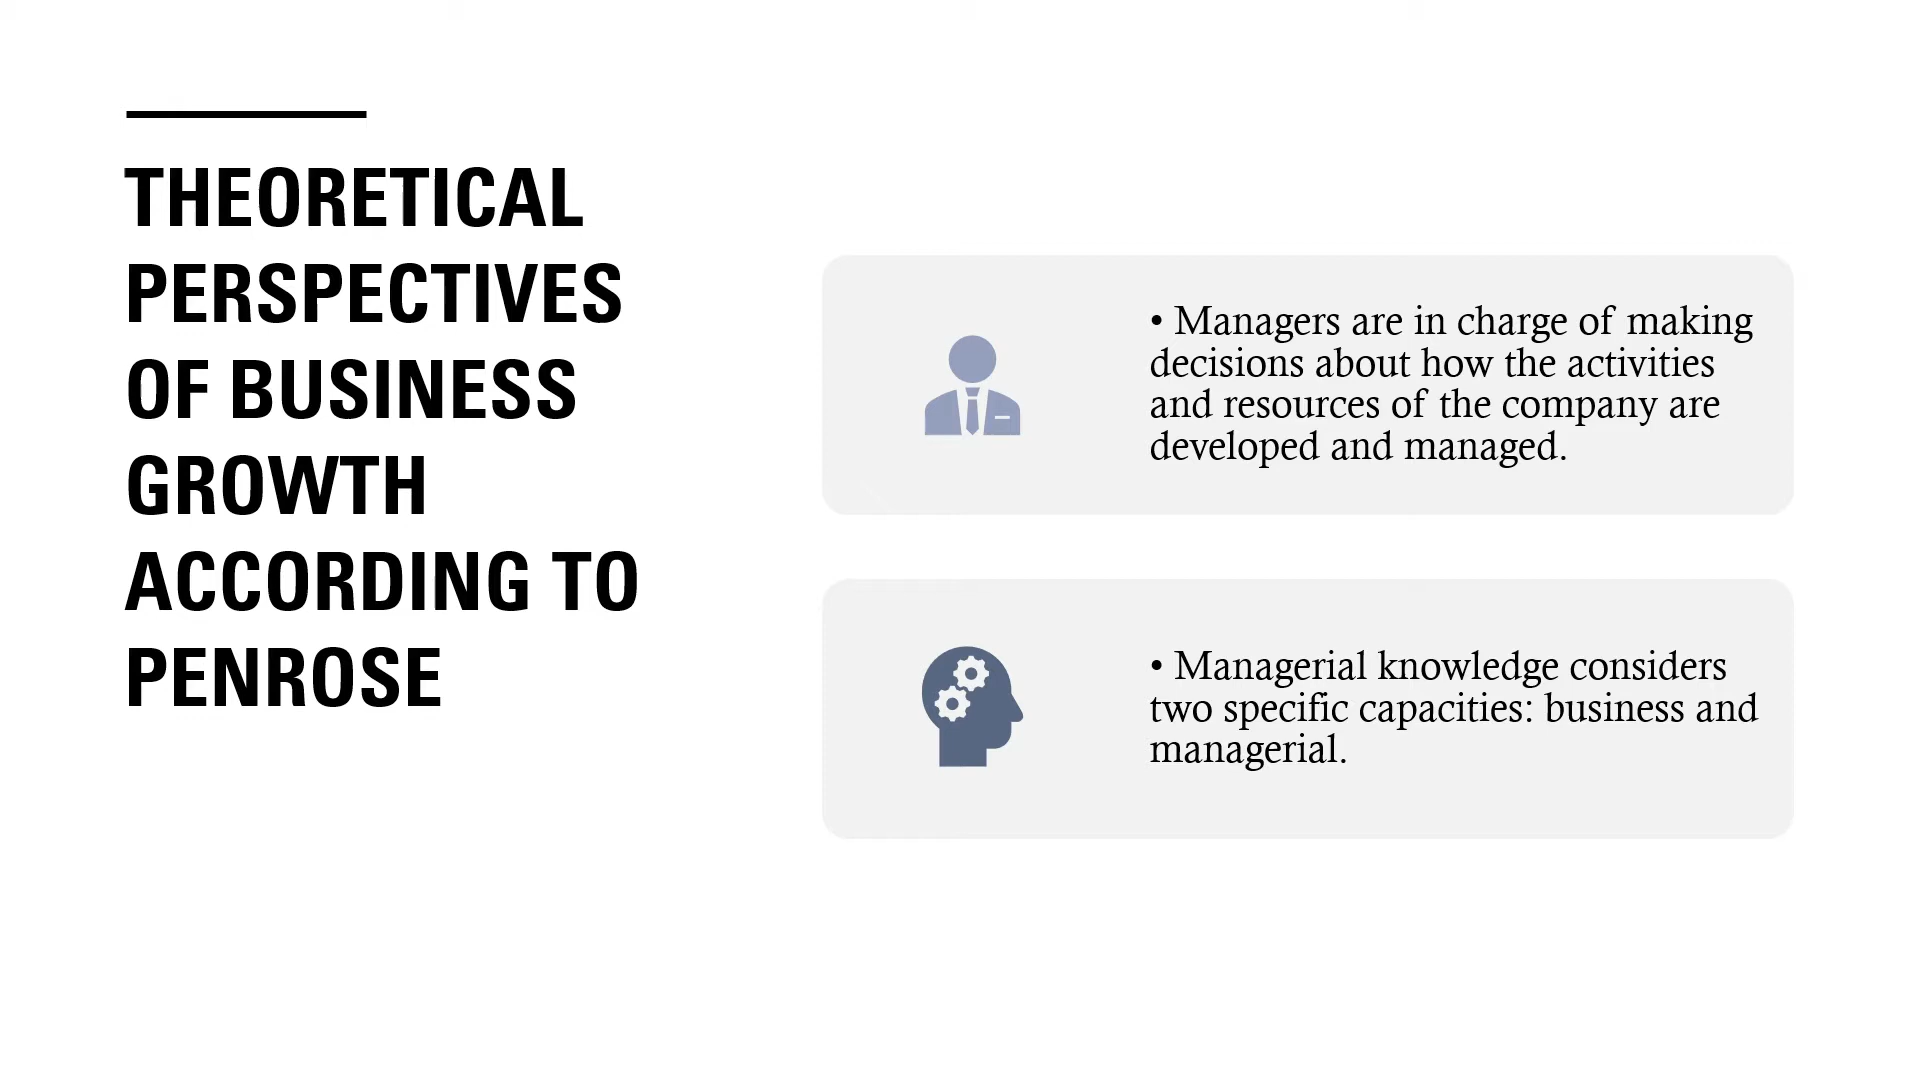 THEORETICAL
PERSPECTIVES
OF BUSINESS
GROWTH
ACCORDING TO
PENROSE
• Managers are in charge of making
decisions about how the activities
and resources of the company are
developed and managed.
• Managerial knowledge considers
two specific capacities: business and
managerial.